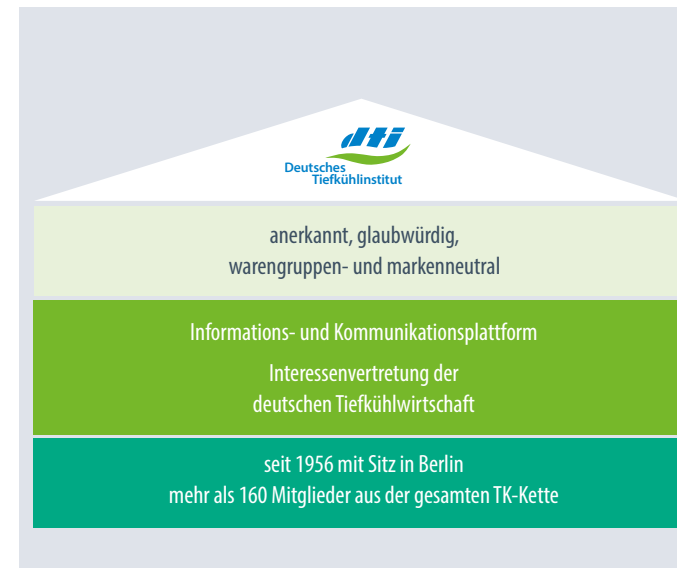 dti
Deutsches
Tiefkühlinstitut
anerkannt, glaubwürdig,
warengruppen- und markenneutral
Informations- und Kommunikationsplattform
Interessenvertretung der
deutschen Tiefkühlwirtschaft
seit 1956 mit Sitz in Berlin
mehr als 160 Mitglieder aus der gesamten TK-Kette